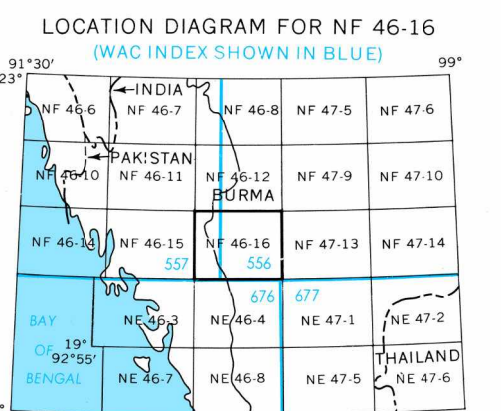 LOCATION DIAGRAM FOR NF 46-16
(WAC INDEX SHOWN IN BLUE)
91°30′ 99°
23°
INDIA
NF 46-6 NF 46-7 NF 46-8 NF 47-5 NF 47-6
PAKISTAN
NF 46-10 NF 46-11 NF 46-12 NF 47-9 NF 47-10
BURMA
NF 46-14 NF 46-15 NF 46-16 NF 47-13 NF 47-14
557 556
676 677
BAY NE 46-3 NE 46-4 NE 47-1 NE 47-2
OF 19°
92°55′ THAILAND
BENGAL NE 46-7 NE 46-8 NE 47-5 NE 47-6